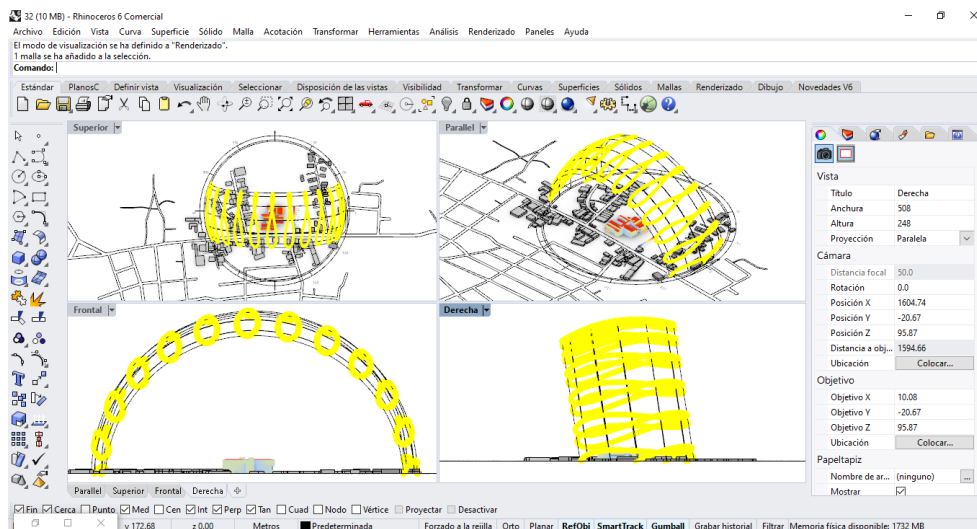 32 (10 MB) - Rhinoceros 6 Comercial
Archivo Edición Vista Curva Superficie Sólido Malla Acotación Transformar Herramientas Análisis Renderizado Paneles Ayuda
El modo de visualización se ha definido a "Renderizado".
1 malla se ha añadido a la selección.
Comando:
Estándar PlanosC Definir vista Visualización Seleccionar Disposición de las vistas Visibilidad Transformar Curvas Superficies Sólidos Mallas Renderizado Dibujo Novedades V6
Superior
Parallel
Frontal
Derecha
Vista
Título Derecha
Anchura 508
Altura 248
Proyección Paralela
Cámara
Distancia focal 50.0
Rotación 0.0
Posición X 1604.74
Posición Y -20.67
Posición Z 95.87
Distancia a obj... 1594.66
Ubicación Colocar...
Objetivo
Objetivo X 10.08
Objetivo Y -20.67
Objetivo Z 95.87
Ubicación Colocar...
Papeltapiz
Nombre de ar... (ninguno) ...
Mostrar
Parallel Superior Frontal Derecha
Fin Cerca Punto Med Cen Int Perp Tan Cuad Nodo Vértice Proyectar Desactivar
y 172.68 z 0.00 Metros Predeterminada Forzado a la rejilla Orto Planar RefObj SmartTrack Gumball Grabar historial Filtrar Memoria física disponible: 1732 MB